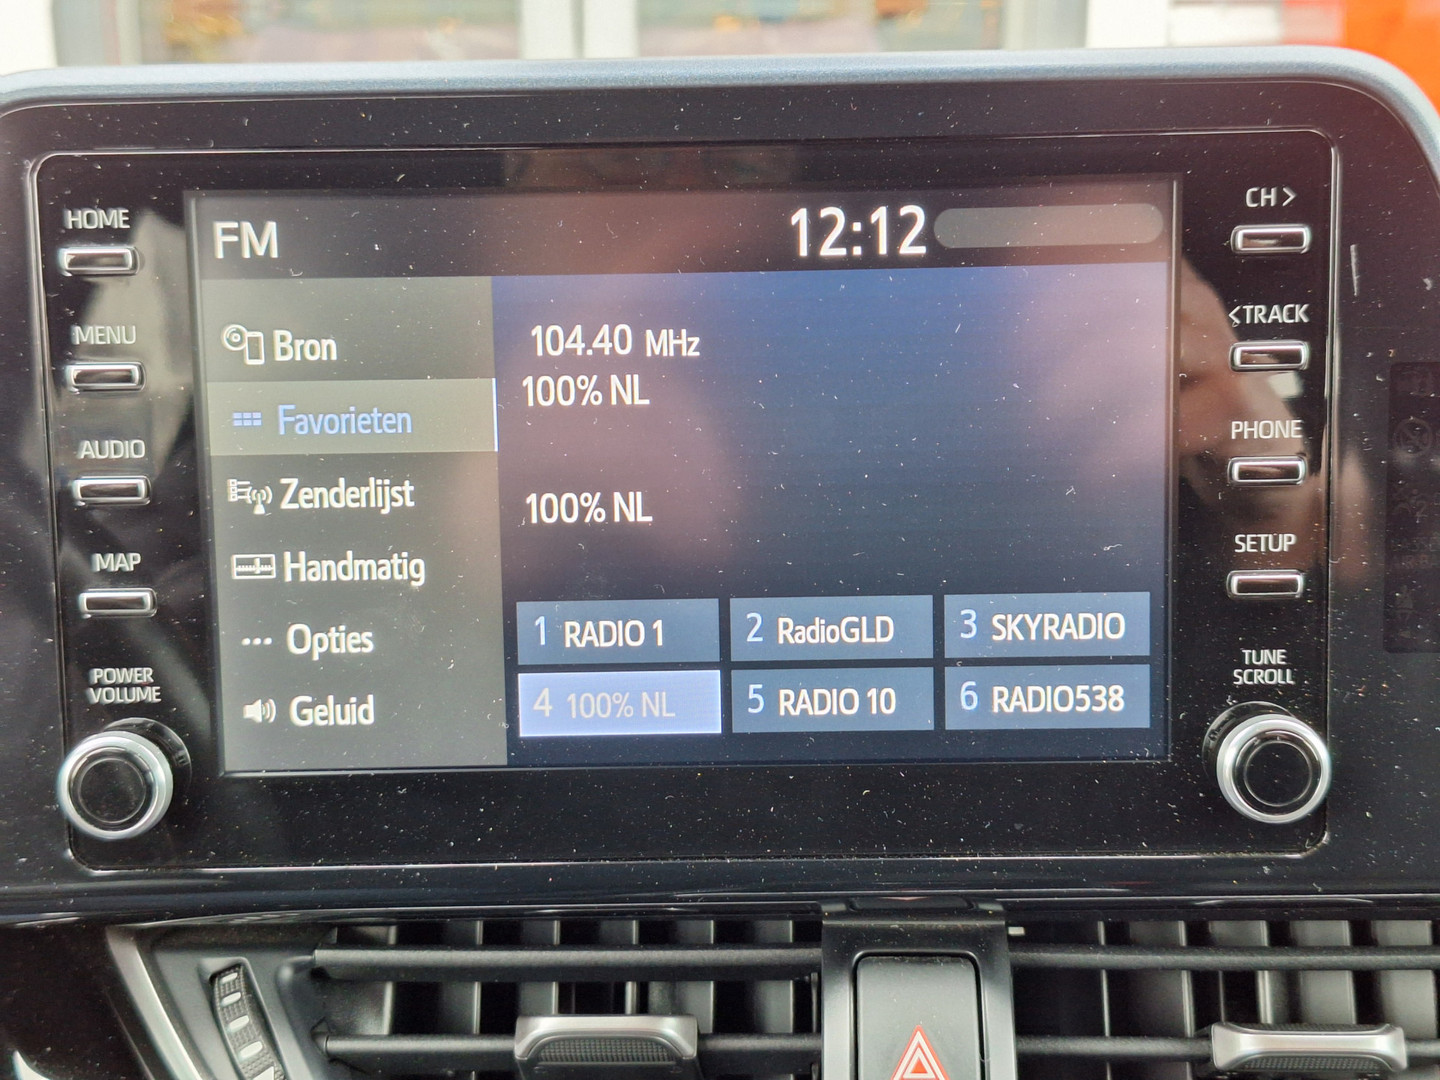 HOME
MENU
AUDIO
MAP
POWER
VOLUME
FM
12:12
Bron
Favorieten
Zenderlijst
Handmatig
Opties
Geluid
104.40 MHz
100% NL
100% NL
1 RADIO 1
2 RadioGLD
3 SKYRADIO
4 100% NL
5 RADIO 10
6 RADIO538
CH >
< TRACK
PHONE
SETUP
TUNE
SCROLL